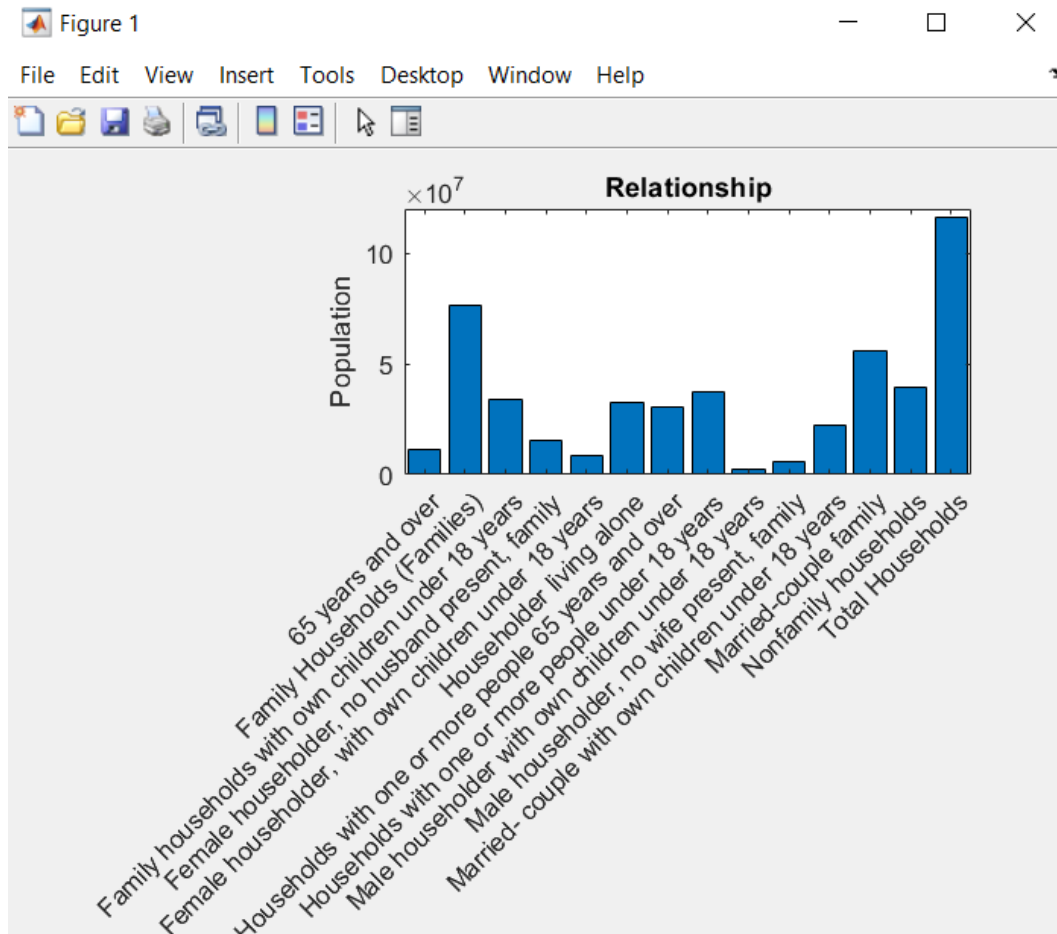 Figure 1
File Edit View Insert Tools Desktop Window Help
×10^7
Relationship
Population
10
5
0
65 years and over
Family Households (Families)
Family households with own children under 18 years
Female householder, no husband present, family
Female householder, with own children under 18 years
Householder living alone
Households with one or more people 65 years and over
Households with one or more people under 18 years
Male householder with own children under 18 years
Male householder, no wife present, family
Married- couple with own children under 18 years
Married-couple family
Nonfamily households
Total Households